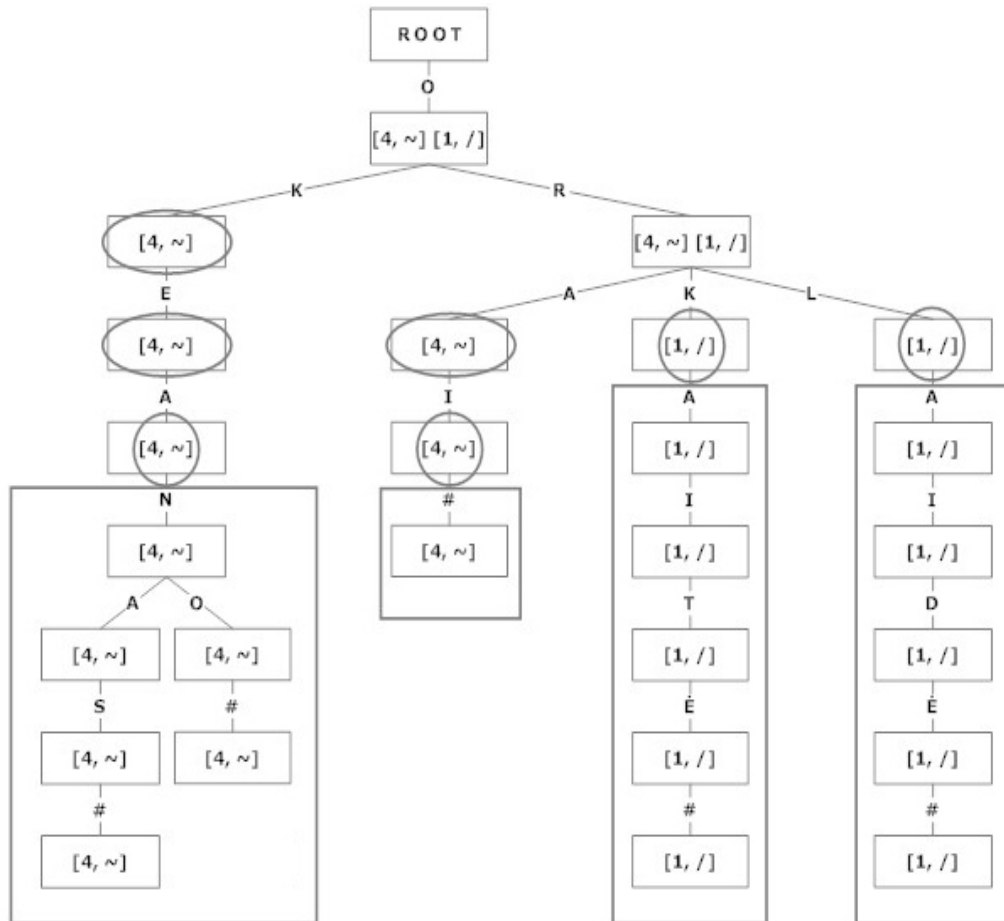 ROOT
O
[4, ~] [1, /]
K R
[4, ~] [4, ~] [1, /]
E A K L
[4, ~] [4, ~] [1, /] [1, /]
A I A A
[4, ~] [4, ~] [1, /] [1, /]
N # I I
[4, ~] [4, ~] [1, /] [1, /]
A O T D
[4, ~] [4, ~] [1, /] [1, /]
S # Ė Ė
[4, ~] [4, ~] [1, /] [1, /]
# # #
[4, ~] [1, /] [1, /]